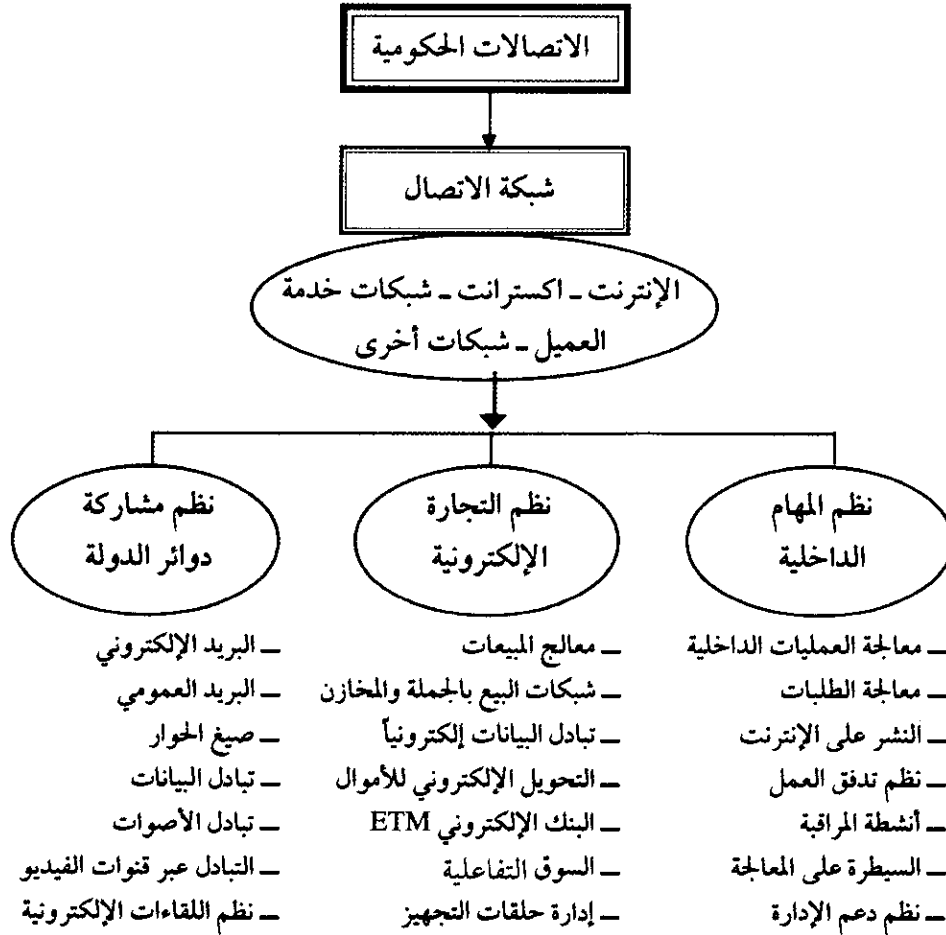 الاتصالات الحكومية
شبكة الاتصال
الإنترنت ـ اكسترانت ـ شبكات خدمة
العميل ـ شبكات أخرى
نظم المهام
الداخلية
نظم التجارة
الإلكترونية
نظم مشاركة
دوائر الدولة
ـ معالجة العمليات الداخلية
ـ معالجة الطلبات
ـ النشر على الإنترنت
ـ نظم تدفق العمل
ـ أنشطة المراقبة
ـ السيطرة على المعالجة
ـ نظم دعم الإدارة
ـ معالج المبيعات
ـ شبكات البيع بالجملة والمخازن
ـ تبادل البيانات إلكترونياً
ـ التحويل الإلكتروني للأموال
ـ البنك الإلكتروني ETM
ـ السوق التفاعلية
ـ إدارة حلقات التجهيز
ـ البريد الإلكتروني
ـ البريد العمومي
ـ صيغ الحوار
ـ تبادل البيانات
ـ تبادل الأصوات
ـ التبادل عبر قنوات الفيديو
ـ نظم اللقاءات الإلكترونية